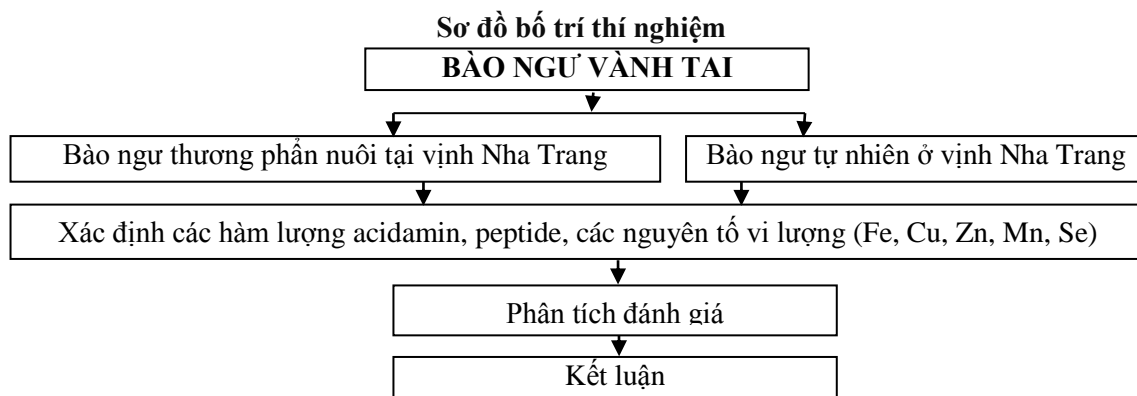 Sơ đồ bố trí thí nghiệm
BÀO NGƯ VÀNH TAI
Bào ngư thương phẩn nuôi tại vịnh Nha Trang
Bào ngư tự nhiên ở vịnh Nha Trang
Xác định các hàm lượng acidamin, peptide, các nguyên tố vi lượng (Fe, Cu, Zn, Mn, Se)
Phân tích đánh giá
Kết luận